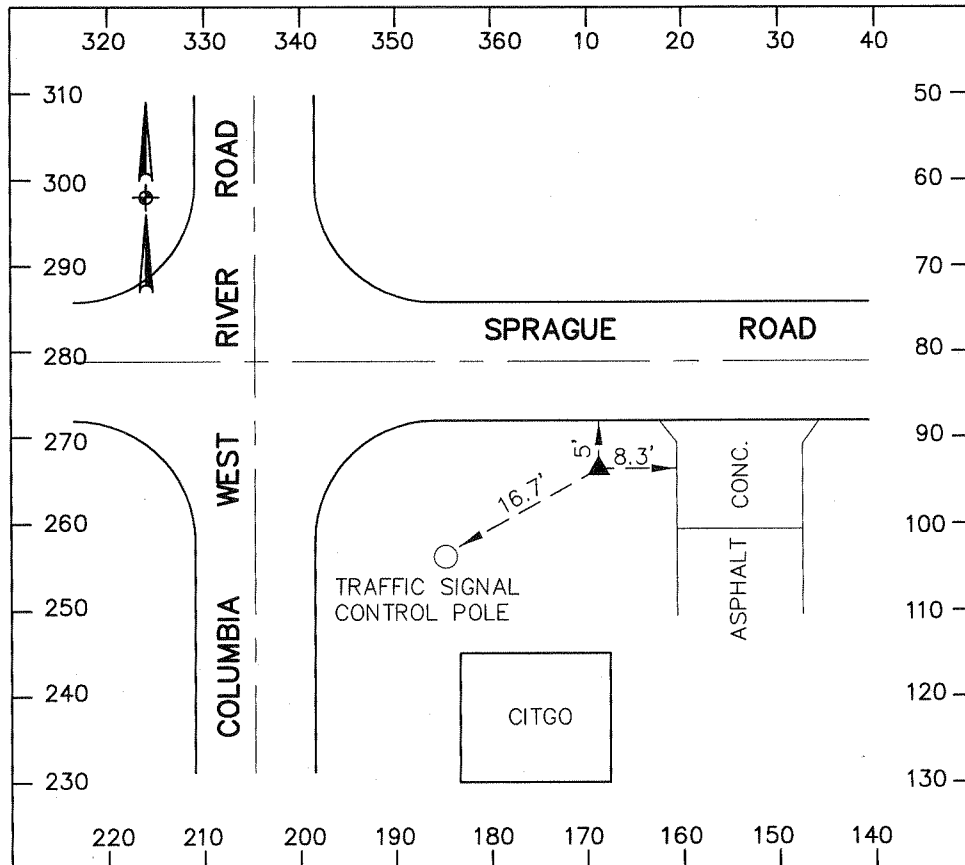 320 330 340 350 360 10 20 30 40
310 50
300 60
290 70
280 80
270 90
260 100
250 110
240 120
230 130
220 210 200 190 180 170 160 150 140
COLUMBIA WEST RIVER ROAD
SPRAGUE ROAD
5'
8.3'
16.7'
TRAFFIC SIGNAL
CONTROL POLE
ASPHALT CONC.
CITGO